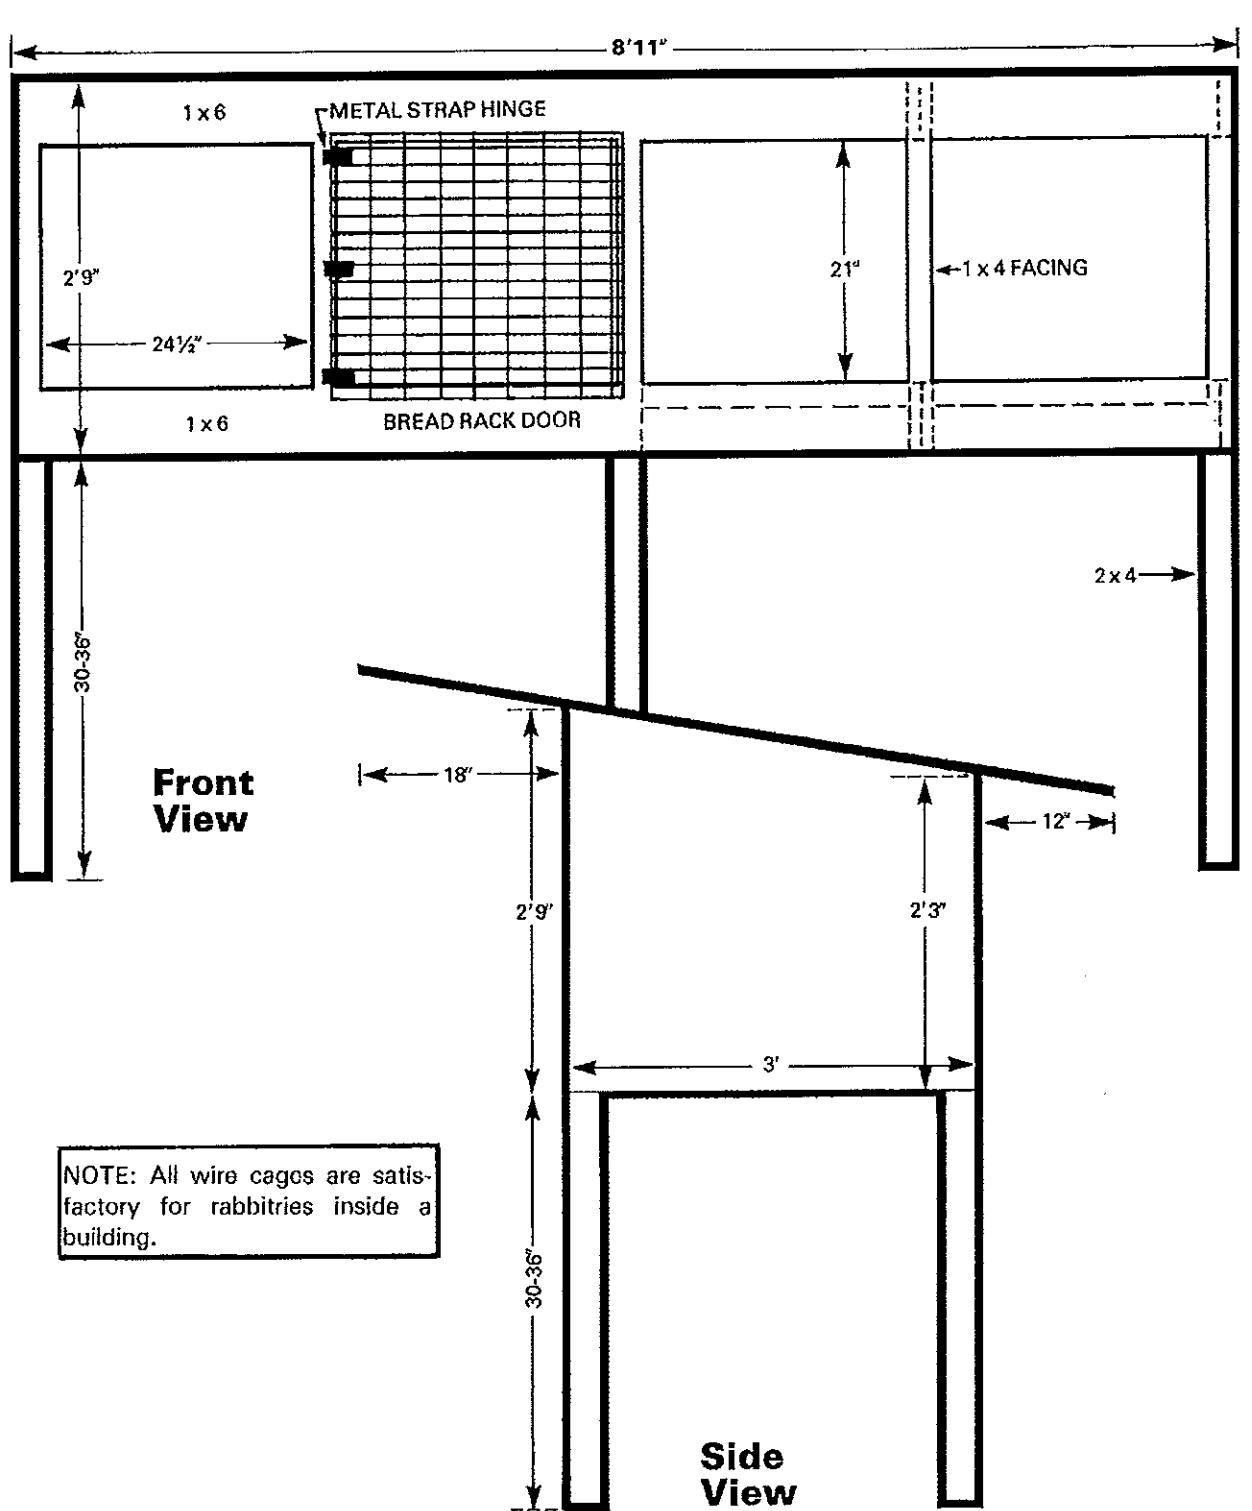 8'11"
1 x 6
METAL STRAP HINGE
2'9"
21"
1 x 4 FACING
24½"
1 x 6
BREAD RACK DOOR
2 x 4
30-36"
Front
View
18"
12"
2'9"
2'3"
3'
NOTE: All wire cages are satis-
factory for rabbitries inside a
building.
30-36"
Side
View